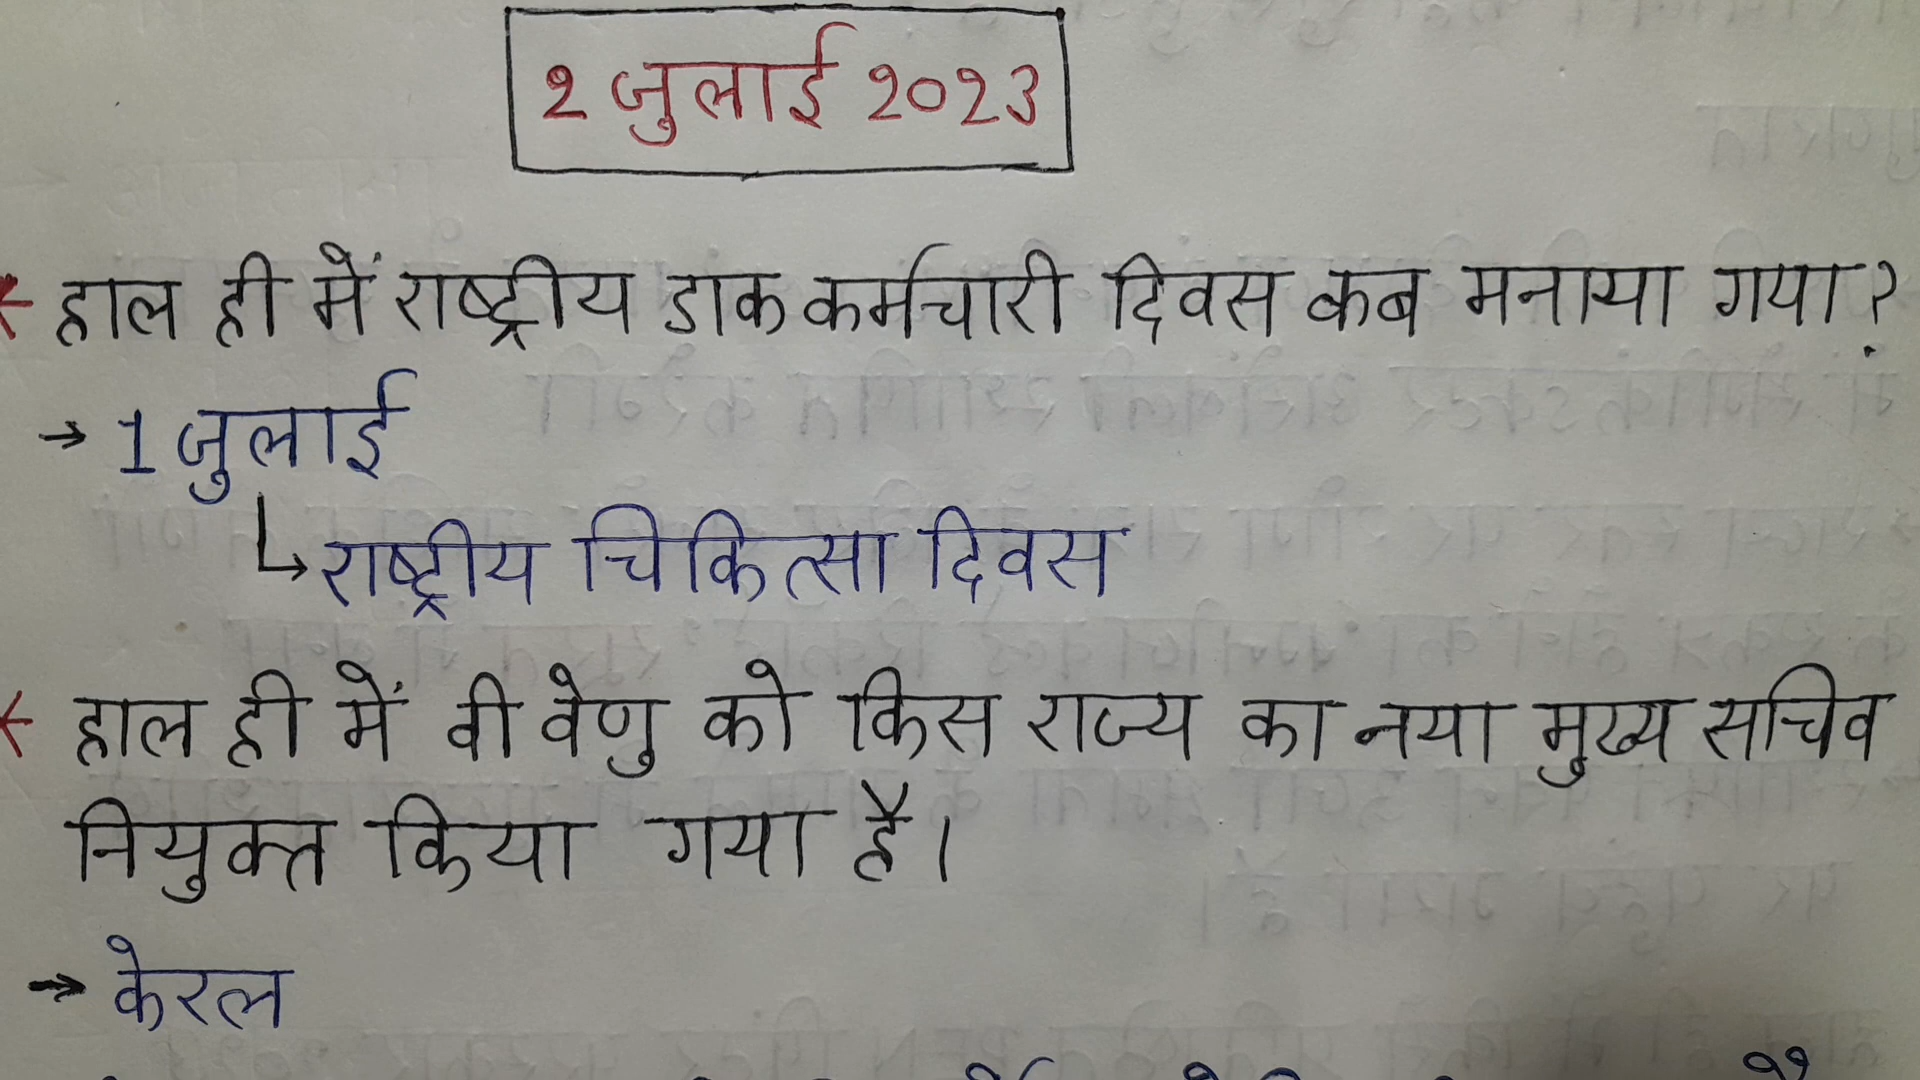 2 जुलाई 2023
* हाल ही में राष्ट्रीय डाक कर्मचारी दिवस कब मनाया गया?
→ 1 जुलाई
↳ राष्ट्रीय चिकित्सा दिवस
* हाल ही में वी वेणु को किस राज्य का नया मुख्य सचिव
नियुक्त किया गया है।
→ केरल